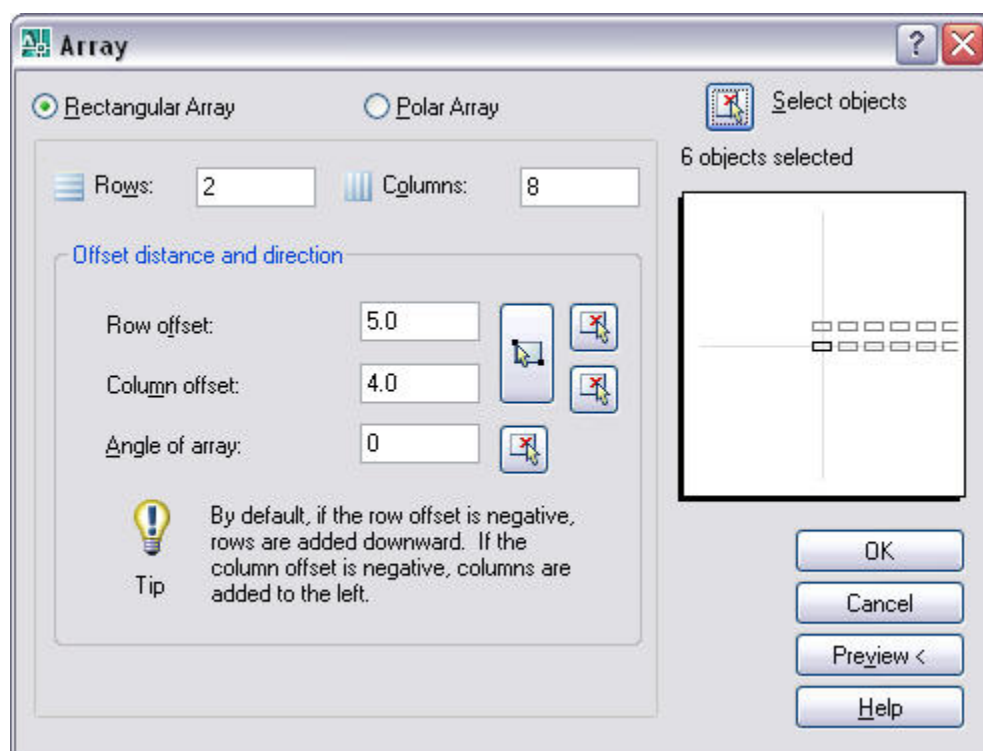 Array
Rectangular Array Polar Array Select objects
6 objects selected
Rows: 2 Columns: 8
Offset distance and direction
Row offset: 5.0
Column offset: 4.0
Angle of array: 0
Tip
By default, if the row offset is negative,
rows are added downward. If the
column offset is negative, columns are
added to the left.
OK
Cancel
Preview <
Help